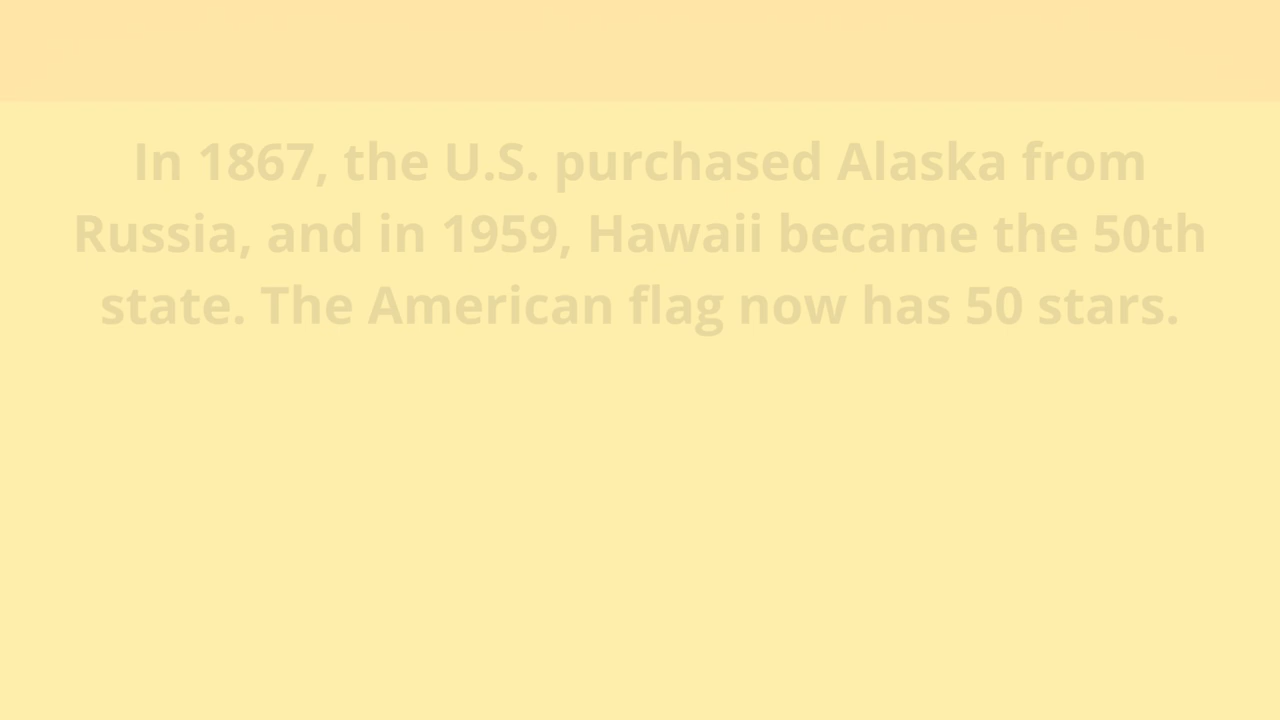 In 1867, the U.S. purchased Alaska from
Russia, and in 1959, Hawaii became the 50th
state. The American flag now has 50 stars.